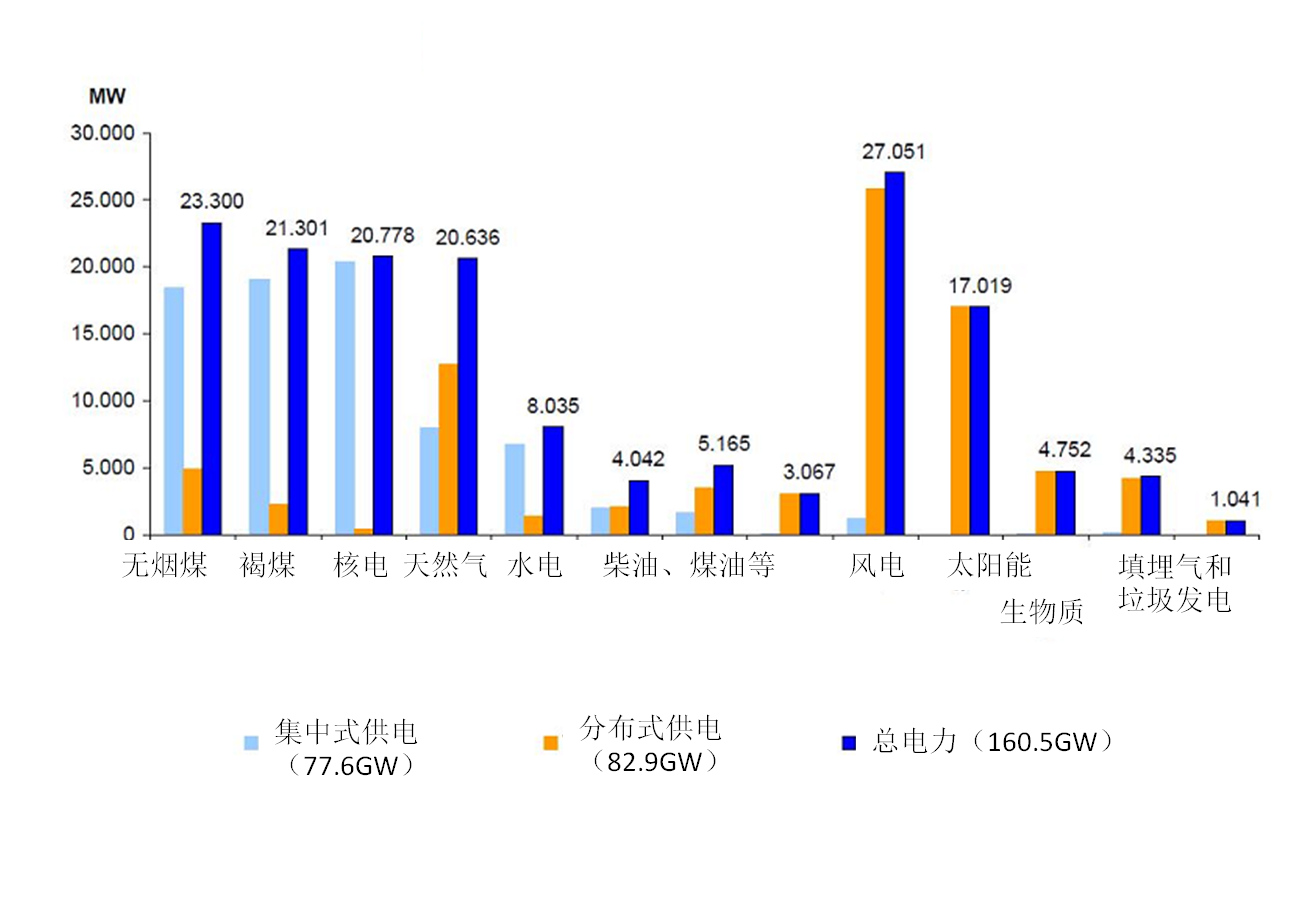 MW
30.000
25.000
20.000
15.000
10.000
5.000
0
23.300
21.301
20.778
20.636
8.035
4.042
5.165
3.067
27.051
17.019
4.752
4.335
1.041
无烟煤
褐煤
核电
天然气
水电
柴油、煤油等
风电
太阳能
生物质
填埋气和
垃圾发电
集中式供电
（77.6GW）
分布式供电
（82.9GW）
总电力（160.5GW）